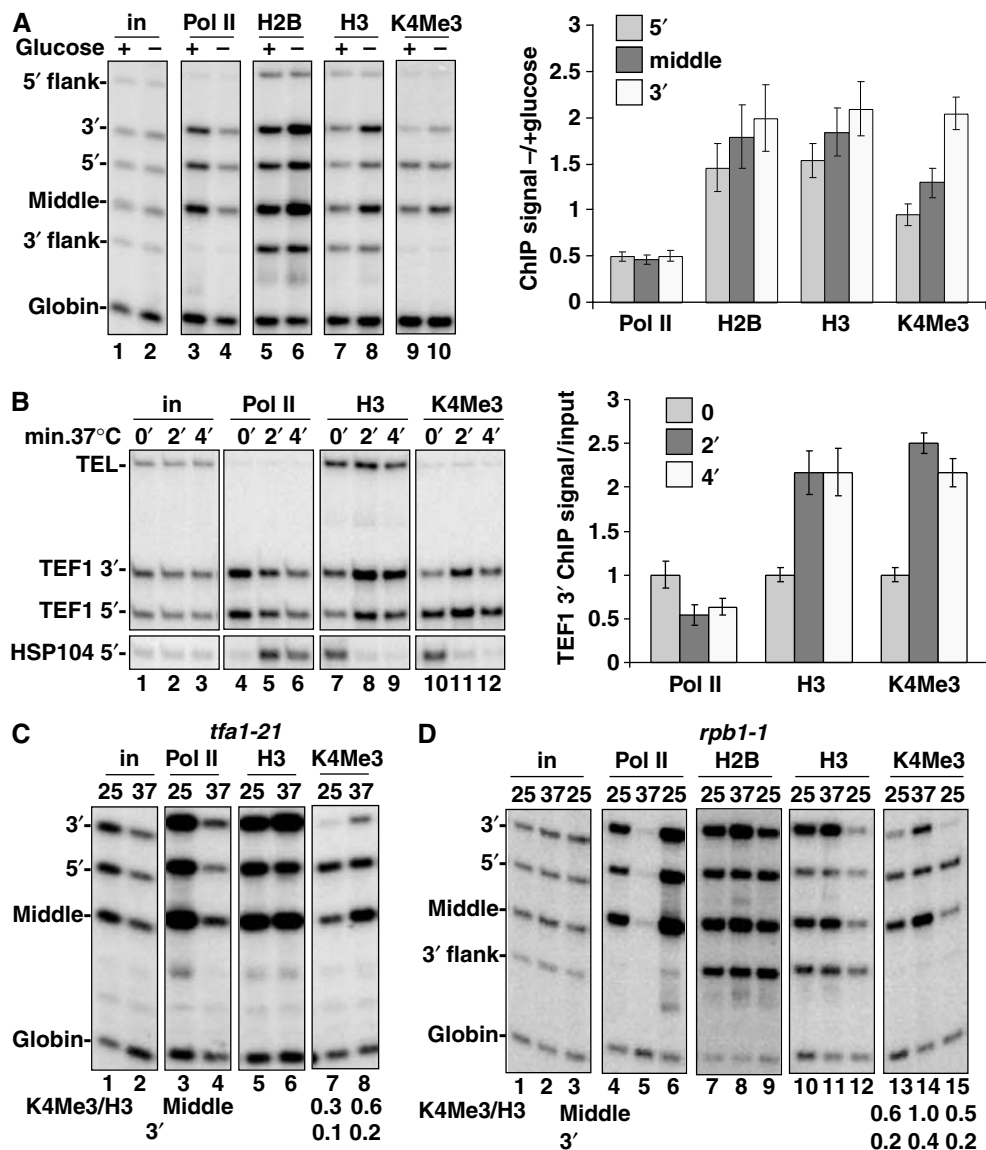 A
in Pol II H2B H3 K4Me3
Glucose + − + − + − + − + −
5′ flank-
3′-
5′-
Middle-
3′ flank-
Globin-
1 2 3 4 5 6 7 8 9 10
ChIP signal −/+glucose
3
2.5
2
1.5
1
0.5
0
5′
middle
3′
Pol II H2B H3 K4Me3
B
in Pol II H3 K4Me3
min.37°C 0′ 2′ 4′ 0′ 2′ 4′ 0′ 2′ 4′ 0′ 2′ 4′
TEL-
TEF1 3′-
TEF1 5′-
HSP104 5′-
1 2 3 4 5 6 7 8 9 10 11 12
TEF1 3′ ChIP signal/input
3
2.5
2
1.5
1
0.5
0
0
2′
4′
Pol II H3 K4Me3
C
tfa1-21
in Pol II H3 K4Me3
25 37 25 37 25 37 25 37
3′-
5′-
Middle-
Globin-
1 2 3 4 5 6 7 8
K4Me3/H3 Middle 0.3 0.6
3′ 0.1 0.2
D
rpb1-1
in Pol II H2B H3 K4Me3
25 37 25 25 37 25 25 37 25 25 37 25 25 37 25
3′-
5′-
Middle-
3′ flank-
Globin-
1 2 3 4 5 6 7 8 9 10 11 12 13 14 15
K4Me3/H3 Middle 0.6 1.0 0.5
3′ 0.2 0.4 0.2